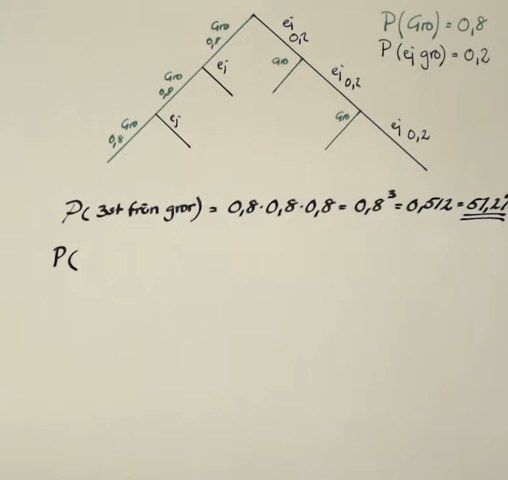 Gro
0,8
ej
0,2
P(Gro) = 0,8
P(ej gro) = 0,2
Gro
0,8
ej
Gro
ej 0,2
Gro
0,8
ej
Gro
ej 0,2
P( 3st frön gror) = 0,8·0,8·0,8 = 0,8³ = 0,512 = 51,2%
P(